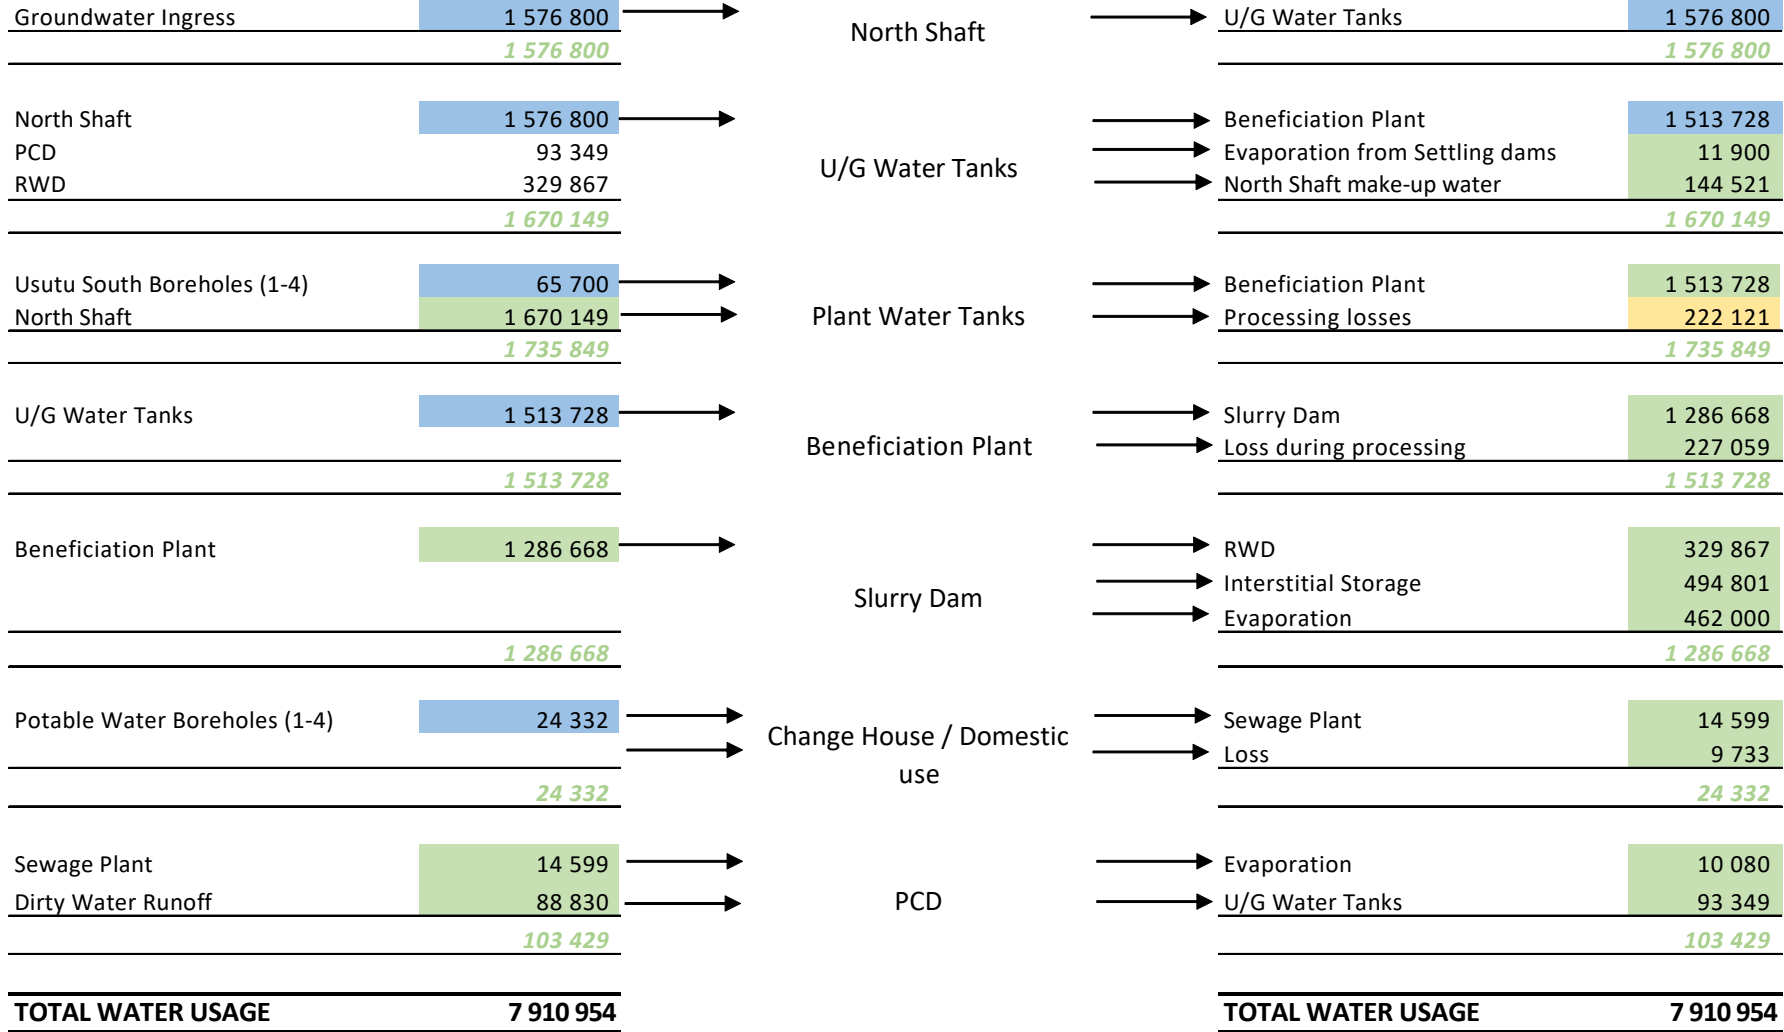 Groundwater Ingress 1 576 800 North Shaft U/G Water Tanks 1 576 800
1 576 800 1 576 800
North Shaft 1 576 800 U/G Water Tanks Beneficiation Plant 1 513 728
PCD 93 349 Evaporation from Settling dams 11 900
RWD 329 867 North Shaft make-up water 144 521
1 670 149 1 670 149
Usutu South Boreholes (1-4) 65 700 Plant Water Tanks Beneficiation Plant 1 513 728
North Shaft 1 670 149 Processing losses 222 121
1 735 849 1 735 849
U/G Water Tanks 1 513 728 Beneficiation Plant Slurry Dam 1 286 668
Loss during processing 227 059
1 513 728 1 513 728
Beneficiation Plant 1 286 668 Slurry Dam RWD 329 867
Interstitial Storage 494 801
Evaporation 462 000
1 286 668 1 286 668
Potable Water Boreholes (1-4) 24 332 Change House / Domestic Sewage Plant 14 599
use Loss 9 733
24 332 24 332
Sewage Plant 14 599 PCD Evaporation 10 080
Dirty Water Runoff 88 830 U/G Water Tanks 93 349
103 429 103 429
TOTAL WATER USAGE 7 910 954 TOTAL WATER USAGE 7 910 954